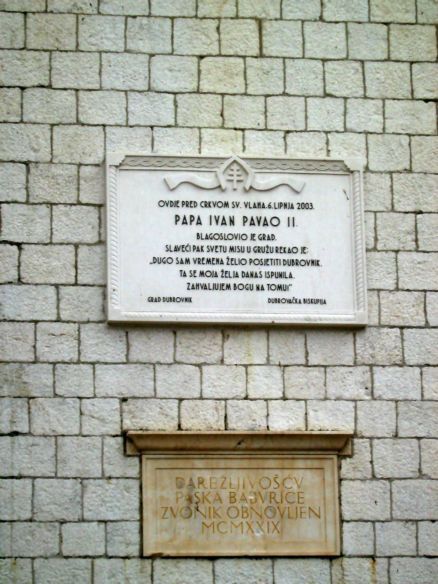 OVDJE PRED CRKVOM SV. VLAHA, 6. LIPNJA 2003.
PAPA IVAN PAVAO II.
BLAGOSLOVIO JE GRAD.
SLAVEĆI PAK SVETU MISU U GRUŽU REKAO JE:
„DUGO SAM VREMENA ŽELIO POSJETITI DUBROVNIK.
TA SE MOJA ŽELJA DANAS ISPUNILA.
ZAHVALJUJEM BOGU NA TOMU!"
GRAD DUBROVNIK
DUBROVAČKA BISKUPIJA
DAREŽLJIVOŠĆU
PASKA BABURICE
ZVONIK OBNOVLJEN
MCMXXIX